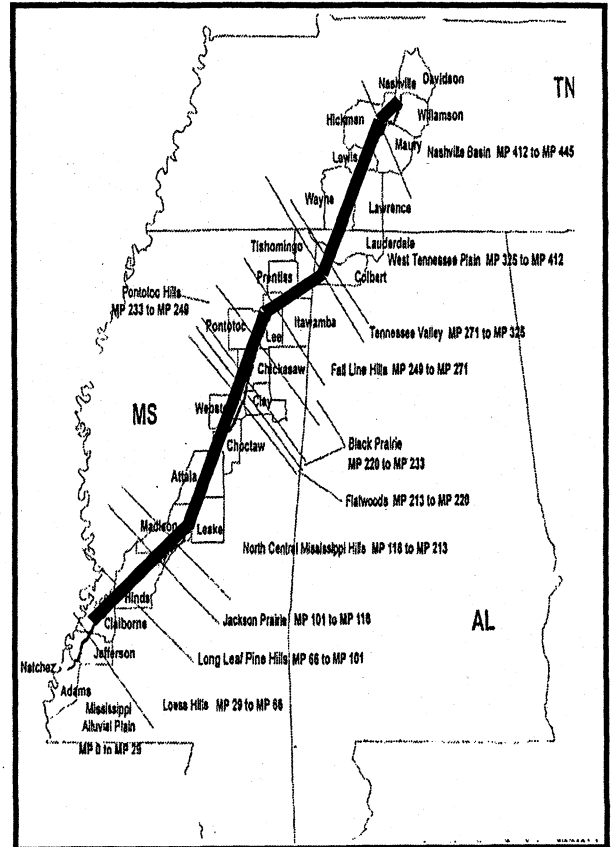 Nashville
Davidson
TN
Hickman
Williamson
Maury
Lewis
Nashville Basin MP 412 to MP 445
Wayne
Lawrence
Tishomingo
Lauderdale
West Tennessee Plain MP 325 to MP 412
Prentiss
Colbert
Pontotoc Hills
MP 233 to MP 249
Pontotoc
Lee
Itawamba
Tennessee Valley MP 271 to MP 325
Chickasaw
Fall Line Hills MP 249 to MP 271
MS
Webster
Clay
Choctaw
Black Prairie
MP 220 to MP 233
Attala
Flatwoods MP 213 to MP 220
Madison
Leake
North Central Mississippi Hills MP 118 to MP 213
Hinds
Claiborne
Jackson Prairie MP 101 to MP 118
AL
Jefferson
Long Leaf Pine Hills MP 66 to MP 101
Natchez
Adams
Loess Hills MP 29 to MP 66
Mississippi
Alluvial Plain
MP 0 to MP 29